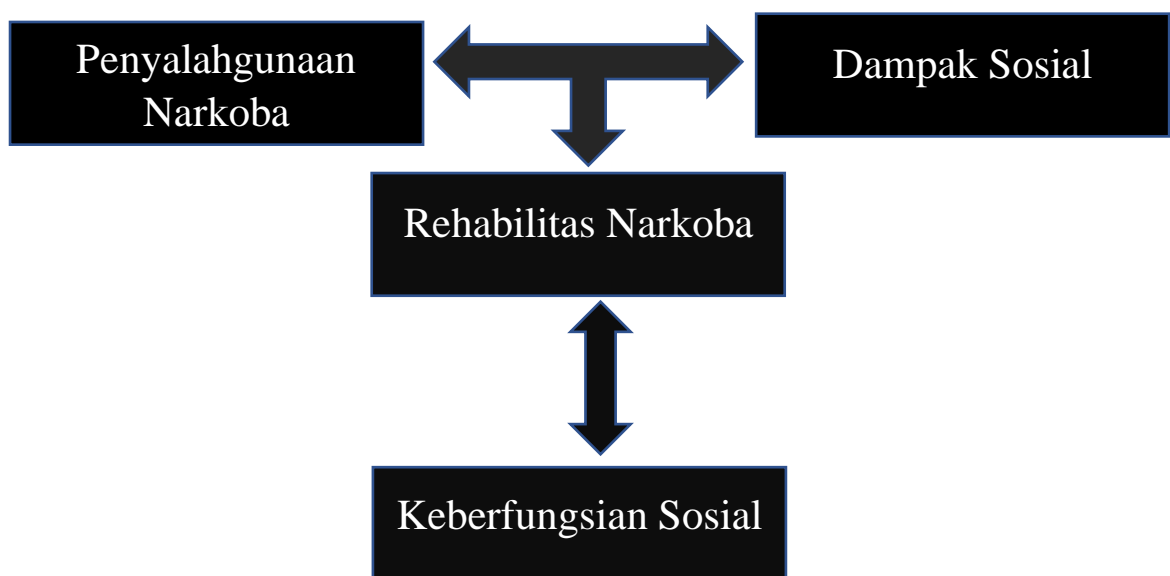 Penyalahgunaan
Narkoba
Dampak Sosial
Rehabilitas Narkoba
Keberfungsian Sosial